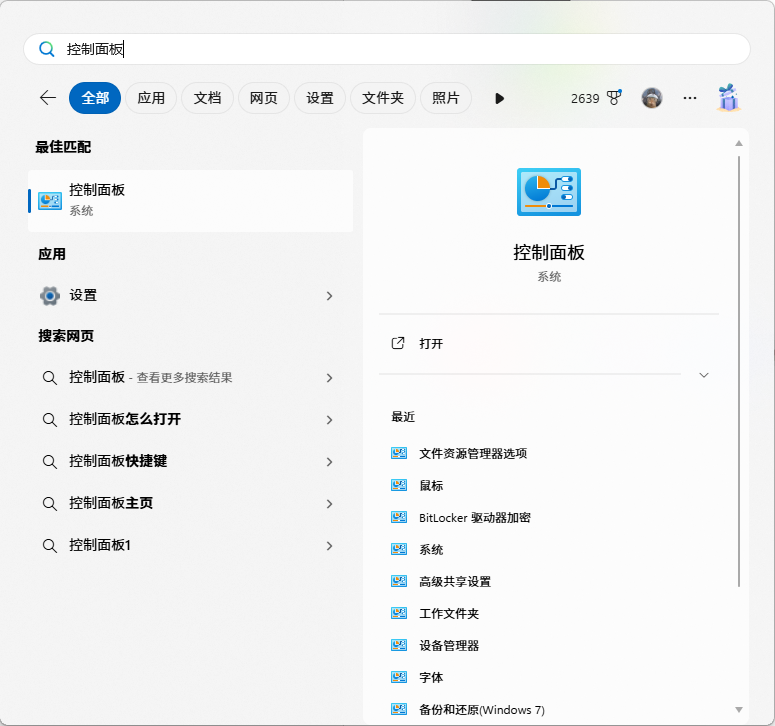 控制面板
全部 应用 文档 网页 设置 文件夹 照片 2639
最佳匹配
控制面板
系统
应用
设置
搜索网页
控制面板 - 查看更多搜索结果
控制面板怎么打开
控制面板快捷键
控制面板主页
控制面板1
控制面板
系统
打开
最近
文件资源管理器选项
鼠标
BitLocker 驱动器加密
系统
高级共享设置
工作文件夹
设备管理器
字体
备份和还原(Windows 7)